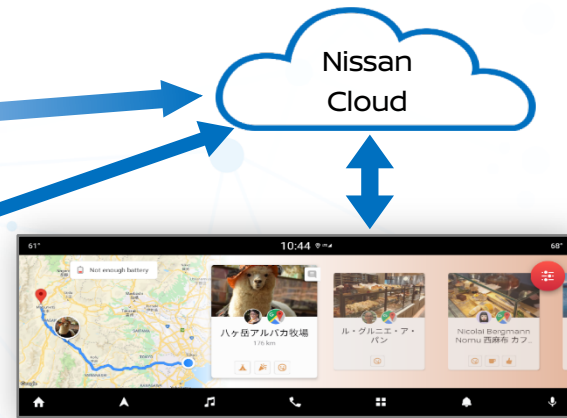 Nissan
Cloud
61°
10:44
68°
Not enough battery
八ヶ岳アルパカ牧場
176 km
ル・グルニエ・ア・
パン
Nicolai Bergmann
Nomu 西麻布 カフ...